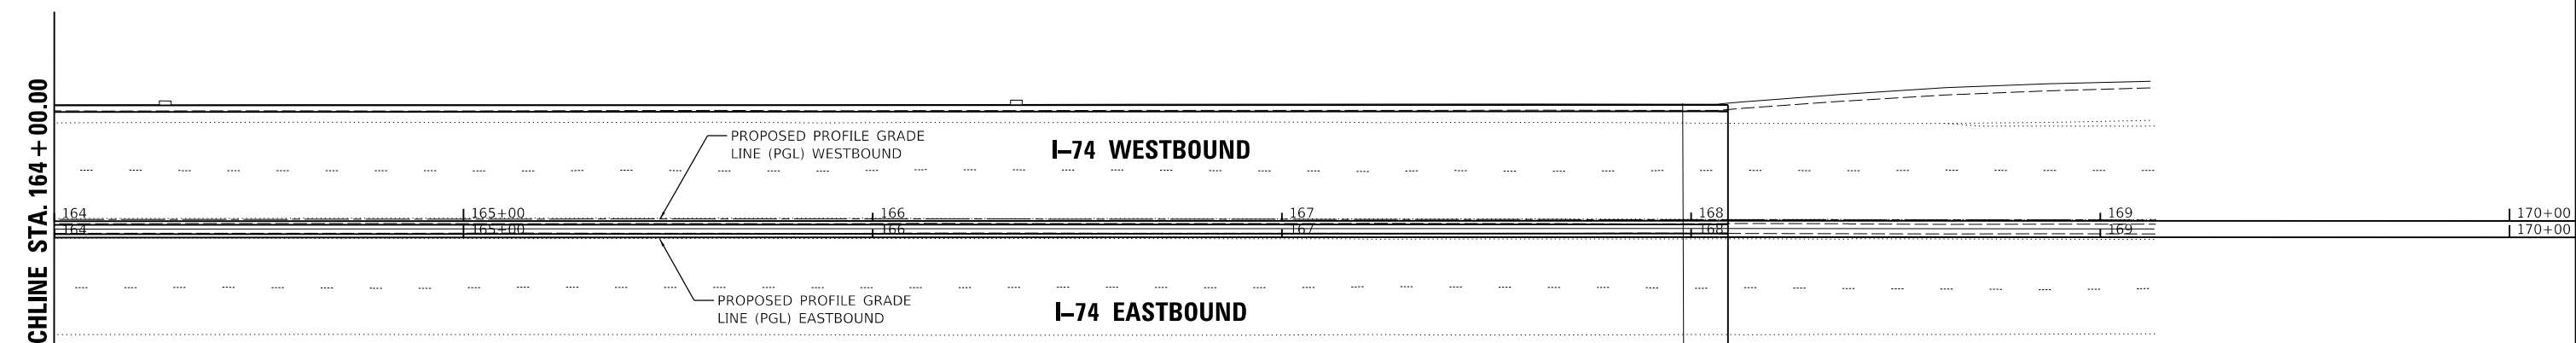 CHLINE STA. 164+00.00
PROPOSED PROFILE GRADE
LINE (PGL) WESTBOUND
I-74 WESTBOUND
164 165+00 166 167 168 169 170+00
164 165+00 166 167 168 169 170+00
PROPOSED PROFILE GRADE
LINE (PGL) EASTBOUND
I-74 EASTBOUND